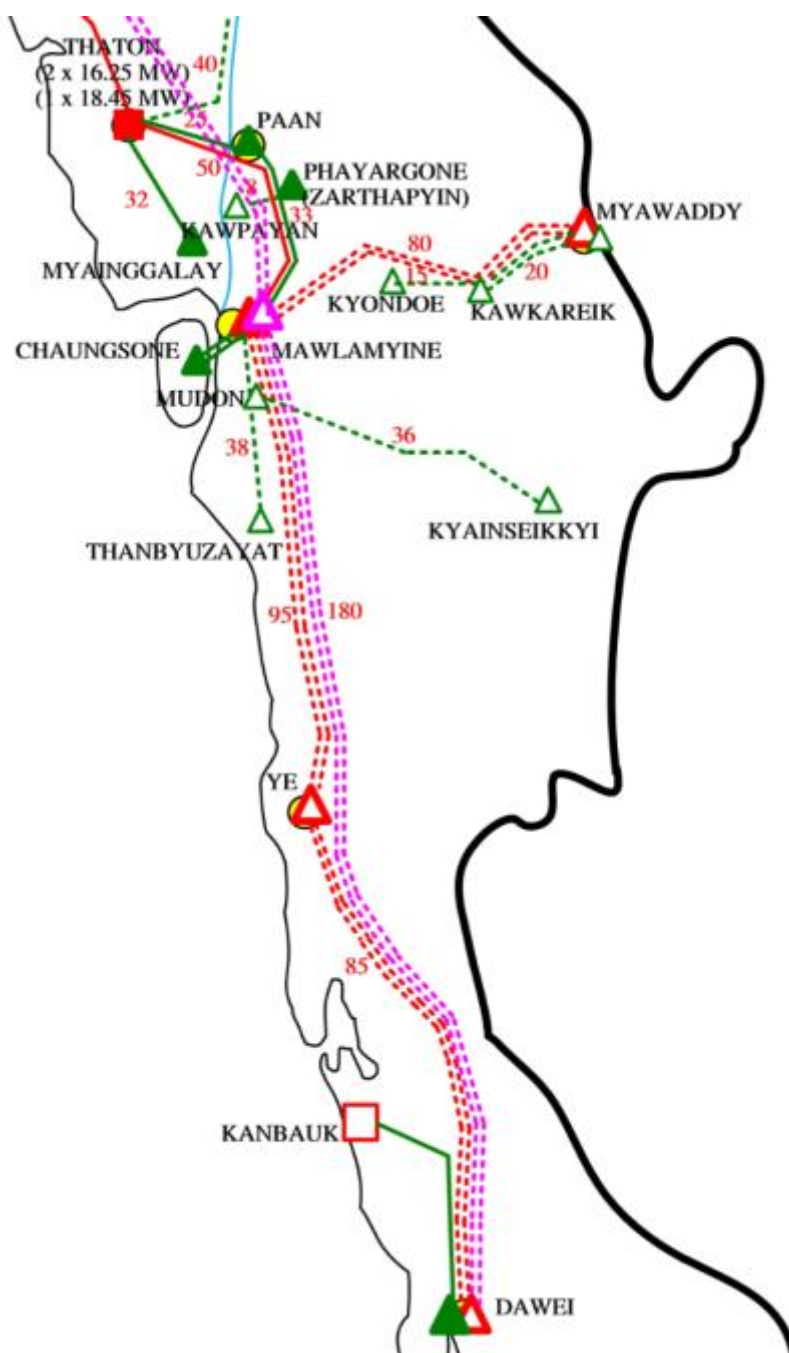 THATON
(2 x 16.25 MW)
(1 x 18.45 MW)
40
25
PAAN
50
PHAYARGONE
(ZARTHAPYIN)
32
33
KAWPAYAN
MYAWADDY
MYAINGGALAY
80
15
20
KYONDOE
KAWKAREIK
CHAUNGSONE
MAWLAMYINE
MUDON
38
36
KYAINSEIKKYI
THANBYUZAYAT
95
180
YE
85
KANBAUK
DAWEI